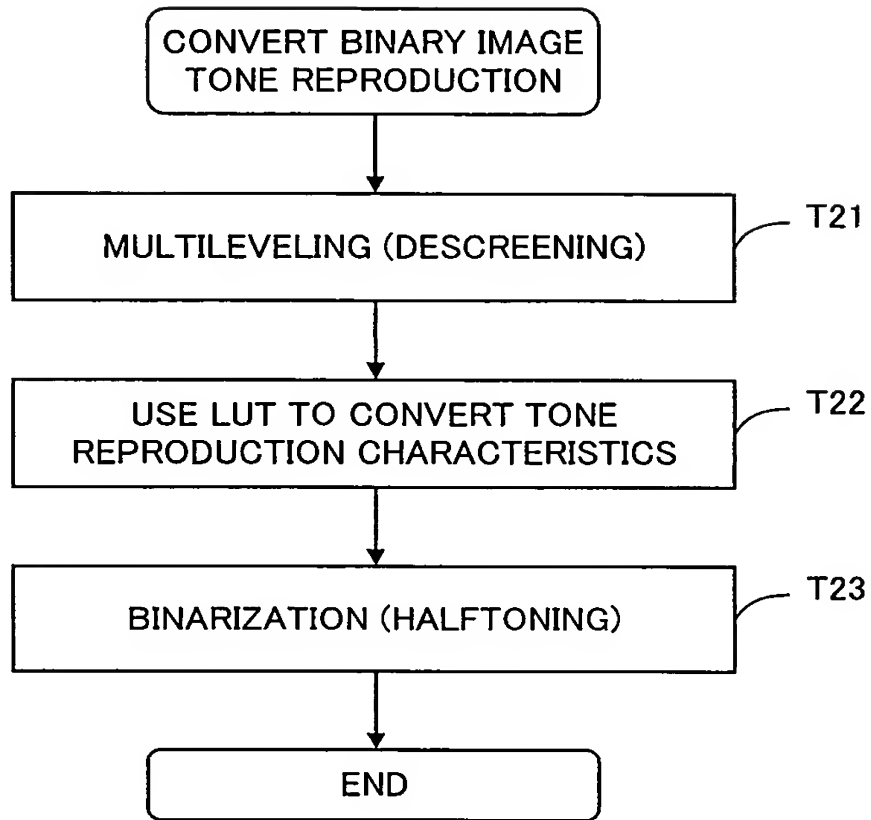 CONVERT BINARY IMAGE
TONE REPRODUCTION
MULTILEVELING (DESCREENING)
T21
USE LUT TO CONVERT TONE
REPRODUCTION CHARACTERISTICS
T22
BINARIZATION (HALFTONING)
T23
END